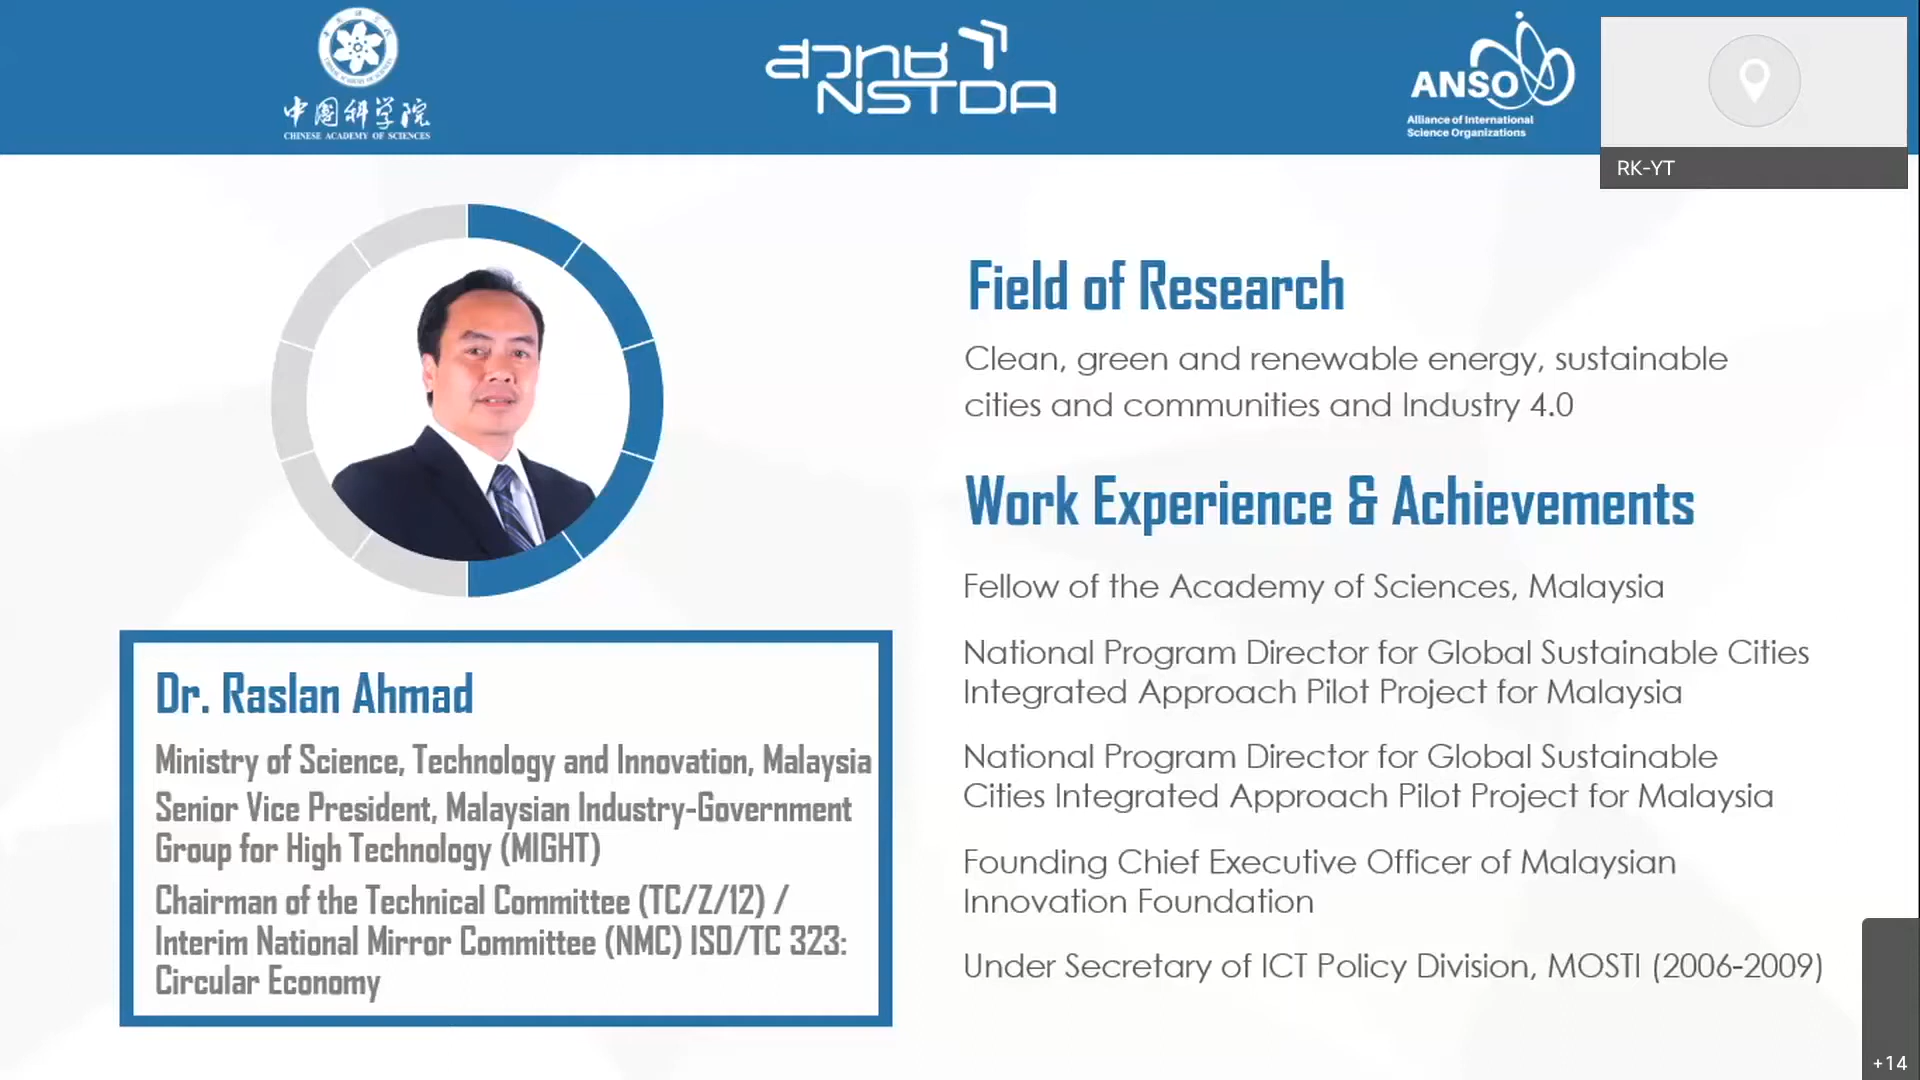 中国科学院
CHINESE ACADEMY OF SCIENCES
สวทช
NSTDA
ANSO
Alliance of International
Science Organizations
RK-YT
Field of Research
Clean, green and renewable energy, sustainable
cities and communities and Industry 4.0
Work Experience & Achievements
Fellow of the Academy of Sciences, Malaysia
National Program Director for Global Sustainable Cities
Integrated Approach Pilot Project for Malaysia
National Program Director for Global Sustainable
Cities Integrated Approach Pilot Project for Malaysia
Founding Chief Executive Officer of Malaysian
Innovation Foundation
Under Secretary of ICT Policy Division, MOSTI (2006-2009)
Dr. Raslan Ahmad
Ministry of Science, Technology and Innovation, Malaysia
Senior Vice President, Malaysian Industry-Government
Group for High Technology (MIGHT)
Chairman of the Technical Committee (TC/Z/12) /
Interim National Mirror Committee (NMC) ISO/TC 323:
Circular Economy
+14